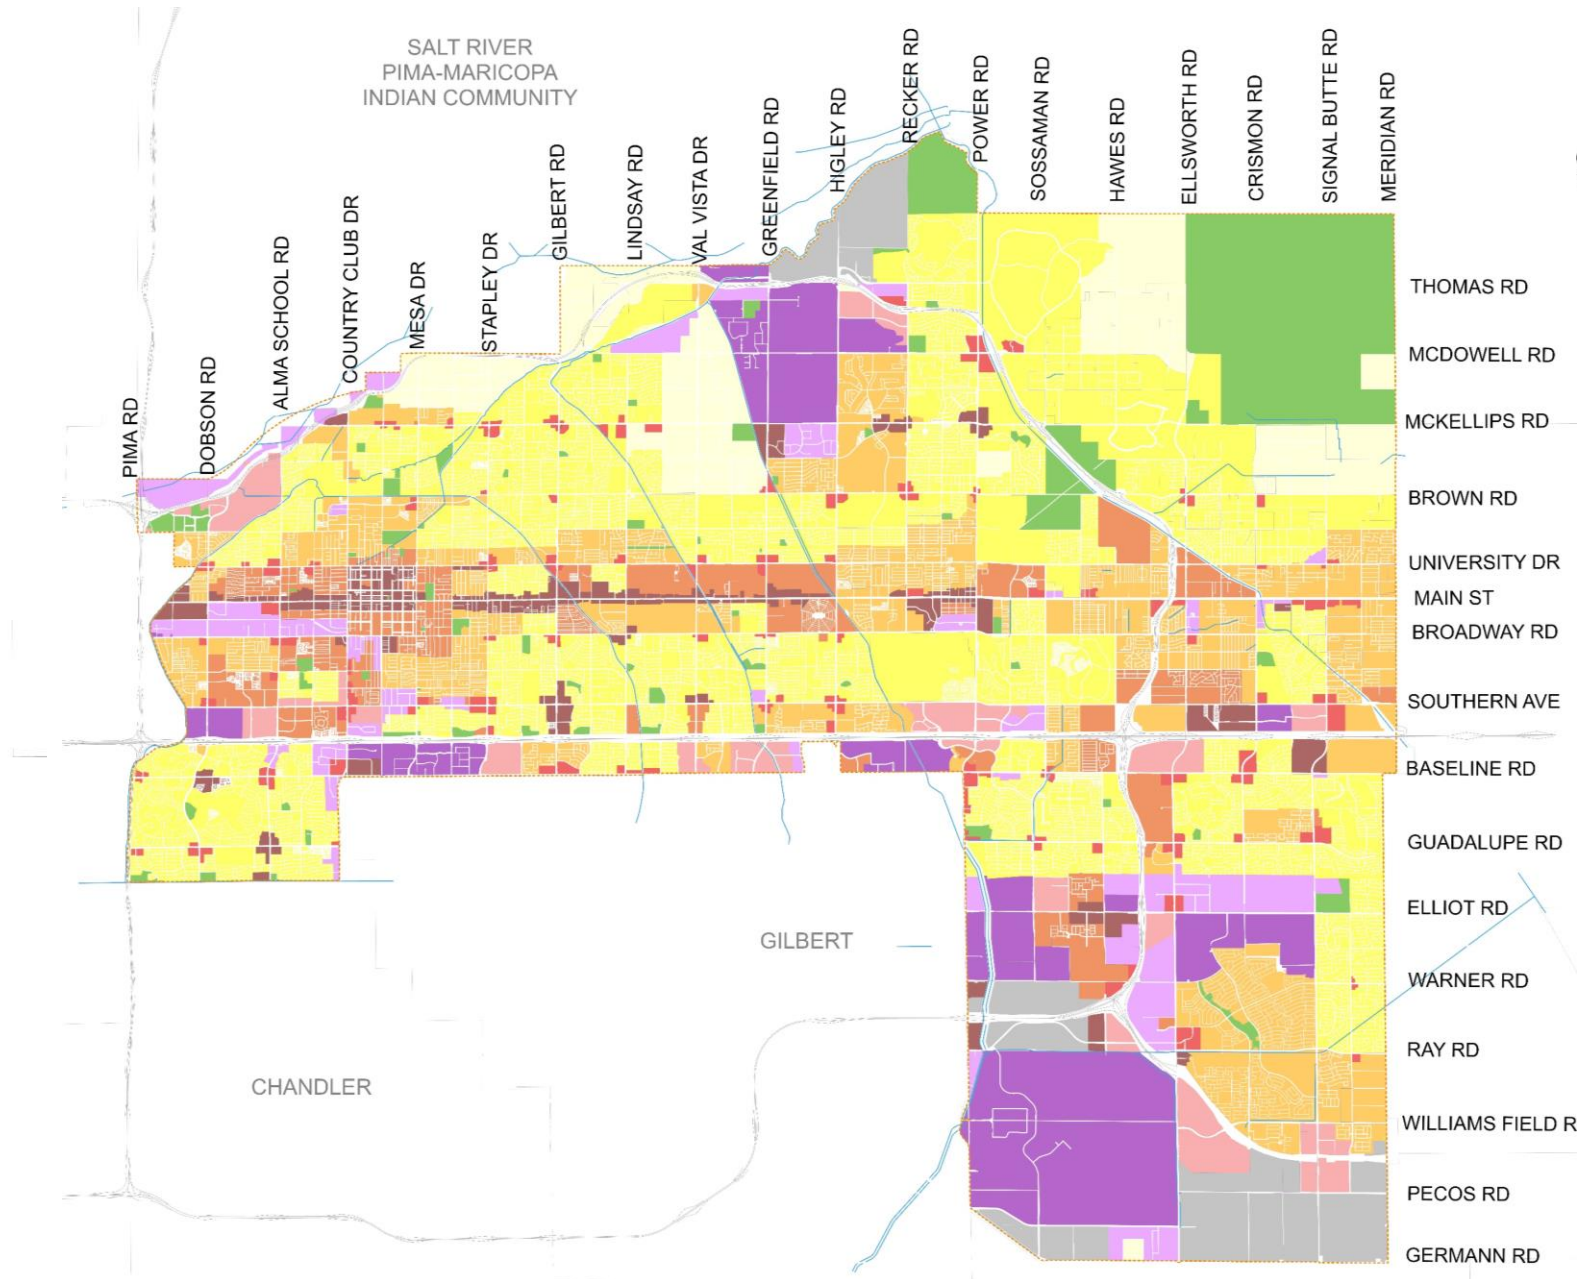 SALT RIVER
PIMA-MARICOPA
INDIAN COMMUNITY
PIMA RD
DOBSON RD
ALMA SCHOOL RD
COUNTRY CLUB DR
MESA DR
STAPLEY DR
GILBERT RD
LINDSAY RD
VAL VISTA DR
GREENFIELD RD
HIGLEY RD
RECKER RD
POWER RD
SOSSAMAN RD
HAWES RD
ELLSWORTH RD
CRISMON RD
SIGNAL BUTTE RD
MERIDIAN RD
THOMAS RD
MCDOWELL RD
MCKELLIPS RD
BROWN RD
UNIVERSITY DR
MAIN ST
BROADWAY RD
SOUTHERN AVE
BASELINE RD
GUADALUPE RD
ELLIOT RD
GILBERT
WARNER RD
RAY RD
CHANDLER
WILLIAMS FIELD R
PECOS RD
GERMANN RD